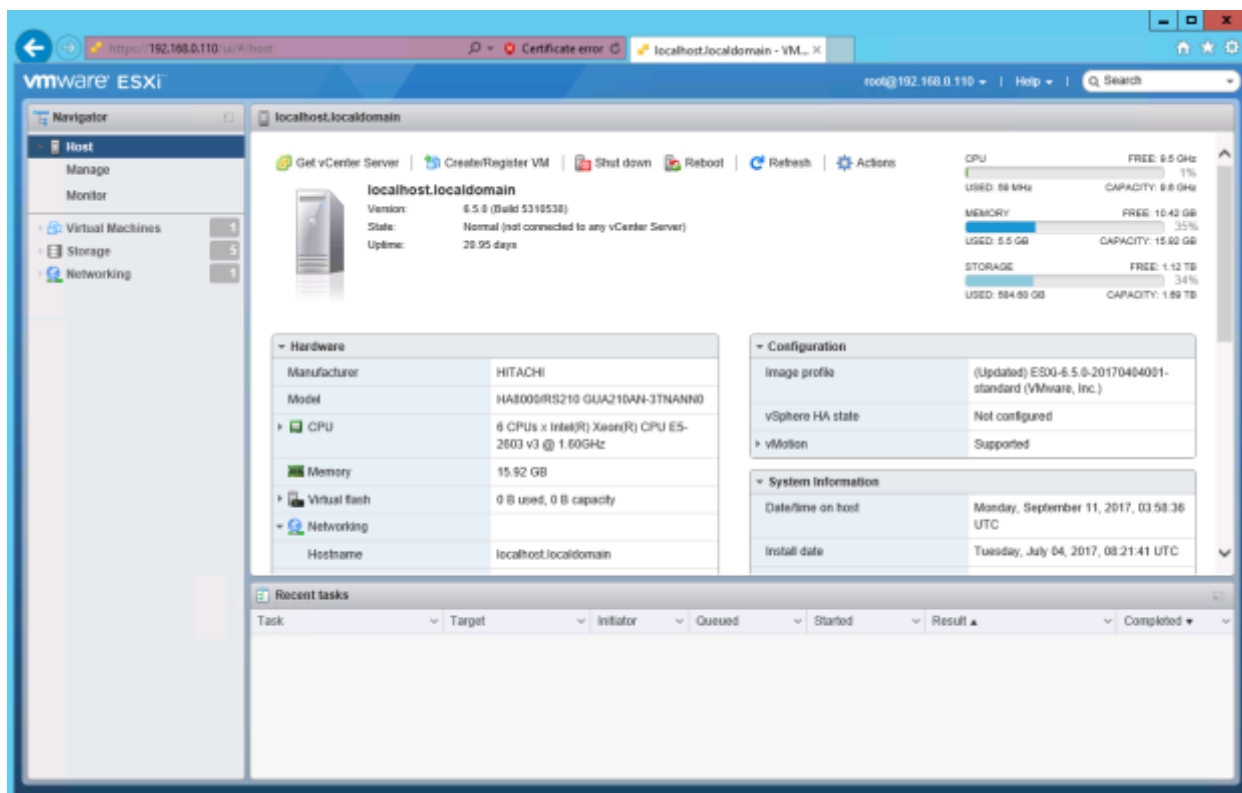 https://192.168.0.110/ui/#/host
Certificate error
localhost.localdomain - VM...
vmware ESXi
root@192.168.0.110
Help
Search
Navigator
localhost.localdomain
Host
Manage
Monitor
Virtual Machines 1
Storage 5
Networking 1
Get vCenter Server
Create/Register VM
Shut down
Reboot
Refresh
Actions
localhost.localdomain
Version: 6.5.0 (Build 5310538)
State: Normal (not connected to any vCenter Server)
Uptime: 20.95 days
CPU FREE: 9.5 GHz
1%
USED: 59 MHz CAPACITY: 9.6 GHz
MEMORY FREE: 10.42 GB
35%
USED: 5.5 GB CAPACITY: 15.92 GB
STORAGE FREE: 1.12 TB
34%
USED: 584.60 GB CAPACITY: 1.69 TB
Hardware
Manufacturer HITACHI
Model HA8000/RS210 GUA210AN-3TNANN0
CPU 6 CPUs x Intel(R) Xeon(R) CPU E5-
2603 v3 @ 1.60GHz
Memory 15.92 GB
Virtual flash 0 B used, 0 B capacity
Networking
Hostname localhost.localdomain
Configuration
Image profile (Updated) ESXi-6.5.0-20170404001-
standard (VMware, Inc.)
vSphere HA state Not configured
vMotion Supported
System Information
Date/time on host Monday, September 11, 2017, 03:58:36
UTC
Install date Tuesday, July 04, 2017, 08:21:41 UTC
Recent tasks
Task Target Initiator Queued Started Result Completed